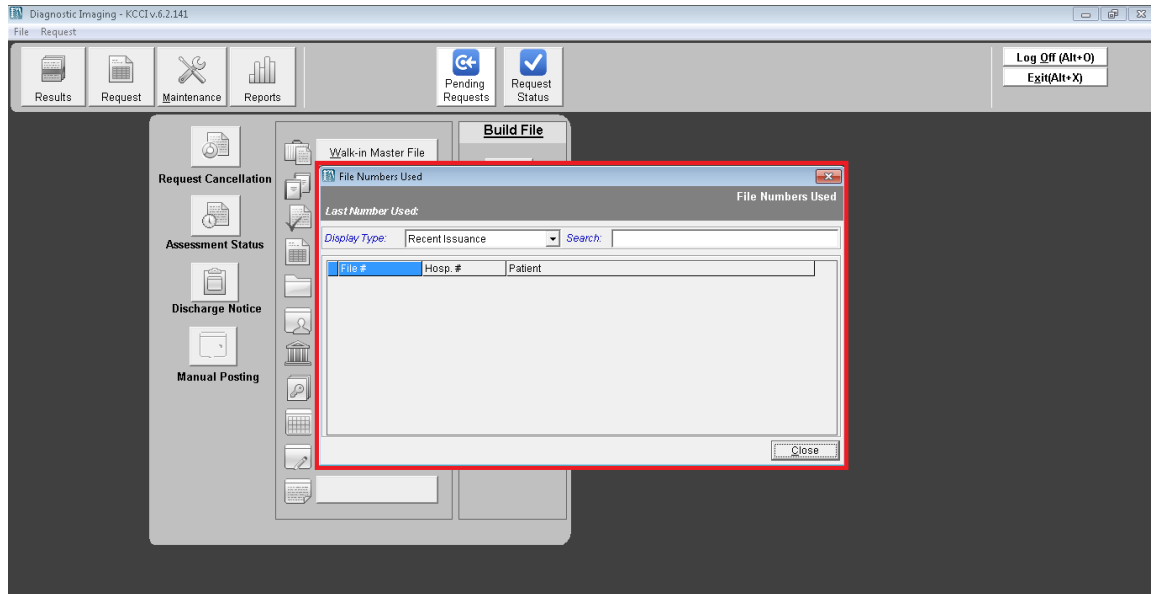 Diagnostic Imaging - KCCI v.6.2.141
File Request
Results
Request
Maintenance
Reports
Pending Requests
Request Status
Log Off (Alt+O)
Exit(Alt+X)
Request Cancellation
Assessment Status
Discharge Notice
Manual Posting
Walk-in Master File
Build File
File Numbers Used
File Numbers Used
Last Number Used:
Display Type: Recent Issuance Search:
File # Hosp. # Patient
Close